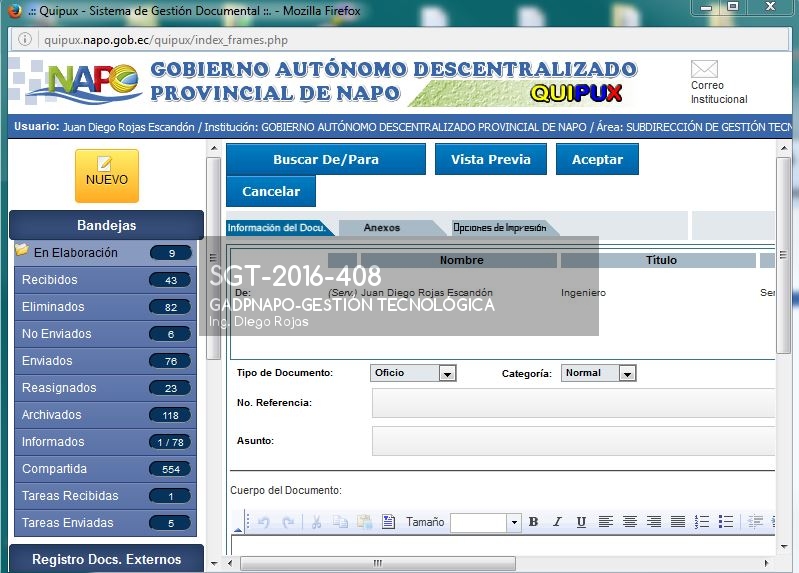 .:: Quipux - Sistema de Gestión Documental ::. - Mozilla Firefox
quipux.napo.gob.ec/quipux/index_frames.php
NAPO
GOBIERNO AUTÓNOMO DESCENTRALIZADO
PROVINCIAL DE NAPO
QUIPUX
Correo
Institucional
Usuario: Juan Diego Rojas Escandón / Institución: GOBIERNO AUTÓNOMO DESCENTRALIZADO PROVINCIAL DE NAPO / Área: SUBDIRECCIÓN DE GESTIÓN TECN
NUEVO
Bandejas
En Elaboración 9
Recibidos 43
Eliminados 82
No Enviados 6
Enviados 76
Reasignados 23
Archivados 118
Informados 1 / 78
Compartida 554
Tareas Recibidas 1
Tareas Enviadas 5
Registro Docs. Externos
Buscar De/Para Vista Previa Aceptar
Cancelar
Información del Docu. Anexos Opciones de Impresión
Nombre Título
De: (Serv.) Juan Diego Rojas Escandón Ingeniero Ser
SGT-2016-408
GADPNAPO-GESTIÓN TECNOLÓGICA
Ing. Diego Rojas
Tipo de Documento: Oficio Categoría: Normal
No. Referencia:
Asunto:
Cuerpo del Documento:
Tamaño B I U